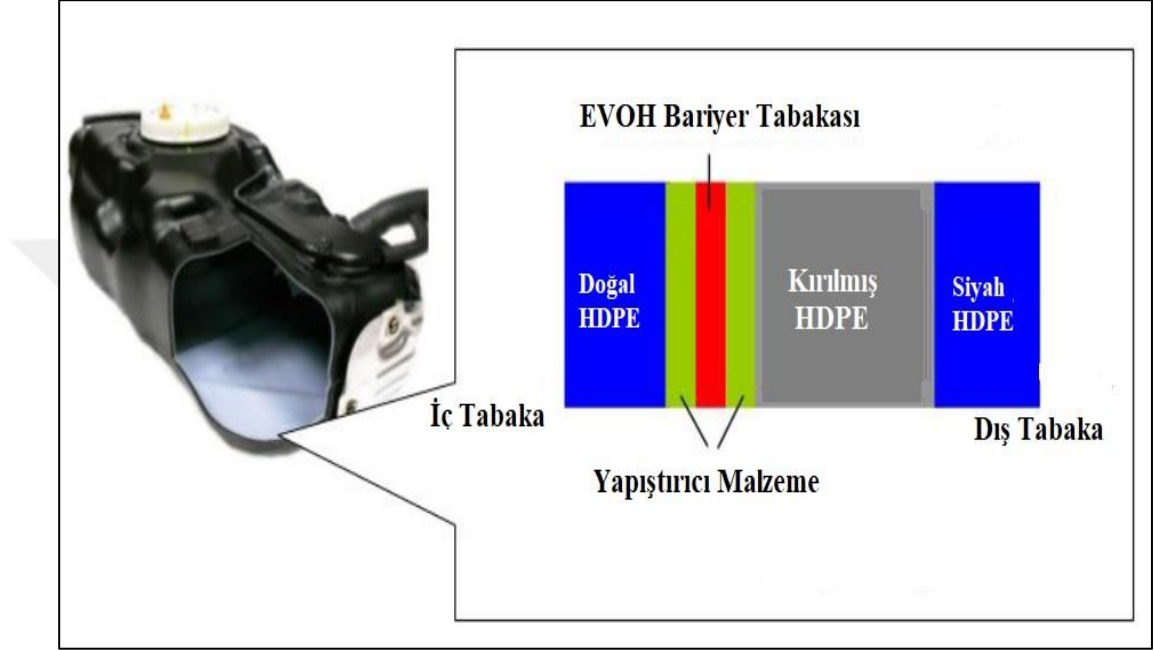 EVOH Bariyer Tabakası
Doğal
HDPE
Kırılmış
HDPE
Siyah
HDPE
İç Tabaka
Dış Tabaka
Yapıştırıcı Malzeme